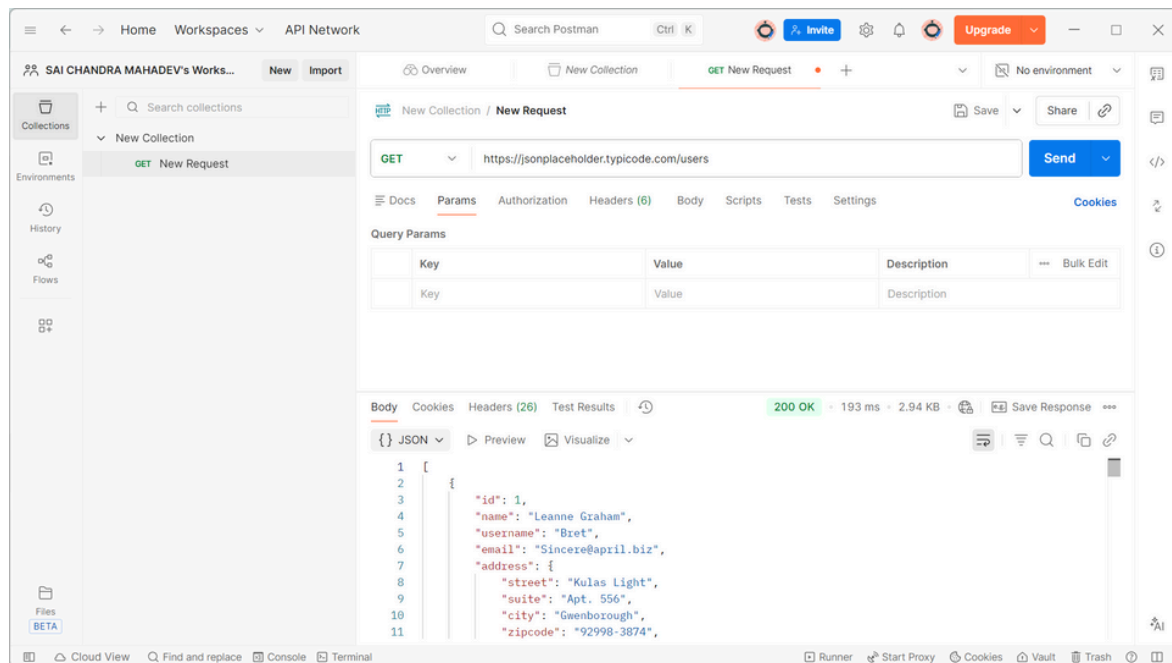 Home Workspaces API Network Search Postman Ctrl K Invite Upgrade
SAI CHANDRA MAHADEV's Works... New Import Overview New Collection GET New Request No environment
Collections
Search collections
New Collection
GET New Request
Environments
History
Flows
Files
BETA
HTTP New Collection / New Request Save Share
GET https://jsonplaceholder.typicode.com/users Send
Docs Params Authorization Headers (6) Body Scripts Tests Settings Cookies
Query Params
Key Value Description Bulk Edit
Key Value Description
Body Cookies Headers (26) Test Results 200 OK 193 ms 2.94 KB Save Response
{} JSON Preview Visualize
1 [
2 {
3 "id": 1,
4 "name": "Leanne Graham",
5 "username": "Bret",
6 "email": "Sincere@april.biz",
7 "address": {
8 "street": "Kulas Light",
9 "suite": "Apt. 556",
10 "city": "Gwenborough",
11 "zipcode": "92998-3874",
AI
Cloud View Find and replace Console Terminal Runner Start Proxy Cookies Vault Trash